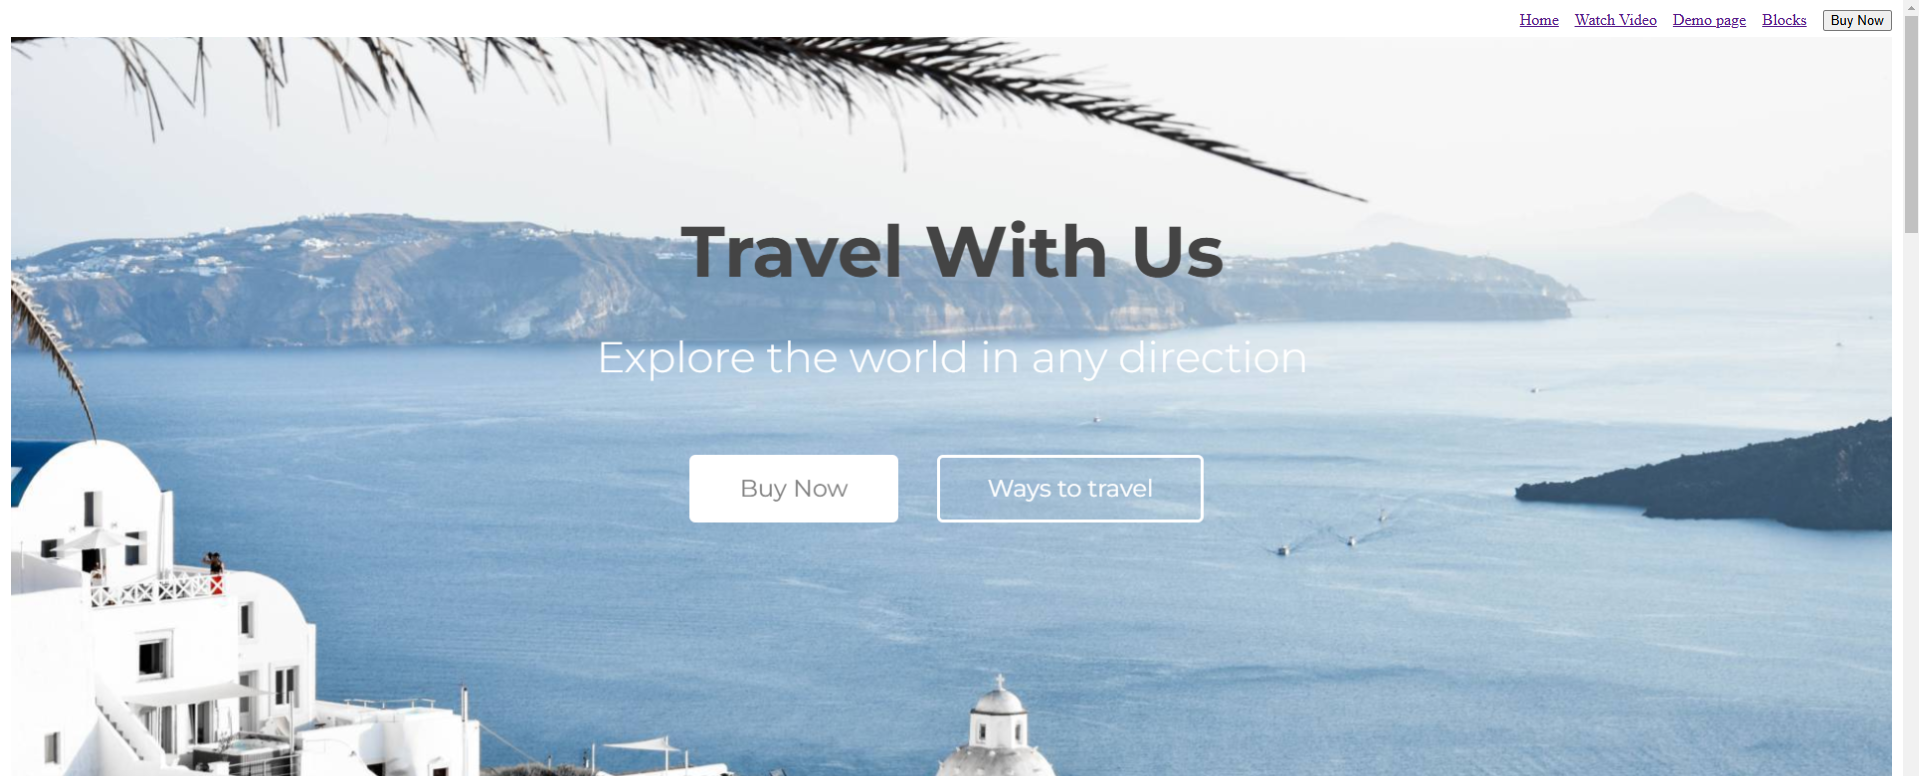 Home Watch Video Demo page Blocks Buy Now
Travel With Us
Explore the world in any direction
Buy Now Ways to travel